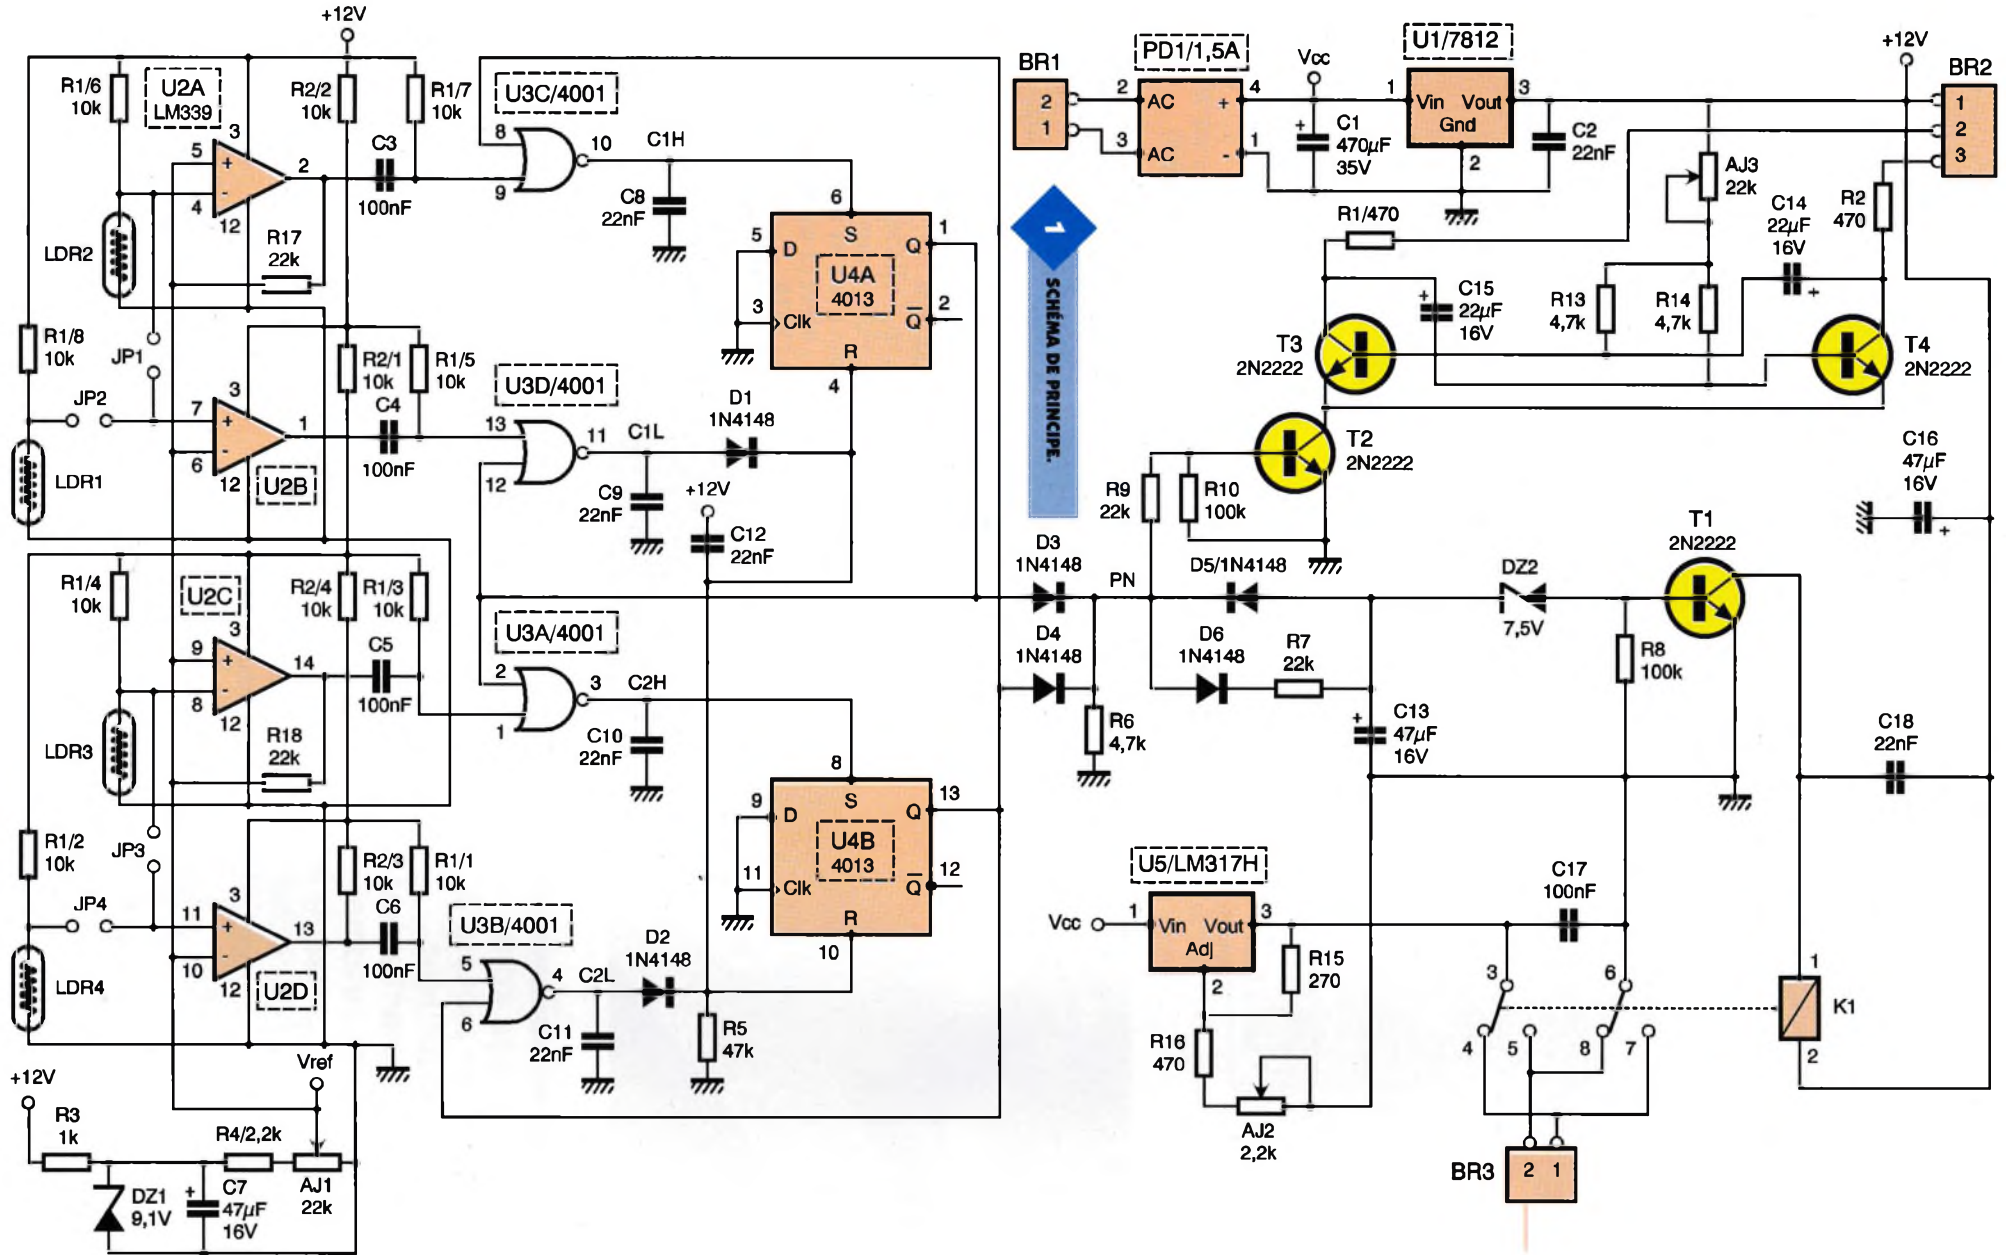 +12V
R1/6
10k
U2A
LM339
R2/2
10k
R1/7
10k
3
5
+
-
4
12
2
C3
100nF
LDR2
R17
22k
U3C/4001
8
9
10
C1H
C8
22nF
6
5
D
S
Q
1
U4A
4013
3
Clk
Q
2
R
4
R1/8
10k
JP1
JP2
3
7
+
-
6
12
1
U2B
R2/1
10k
R1/5
10k
C4
100nF
LDR1
U3D/4001
13
12
11
C1L
D1
1N4148
C9
22nF
+12V
C12
22nF
R1/4
10k
U2C
R2/4
10k
R1/3
10k
3
9
+
-
8
12
14
C5
100nF
LDR3
R18
22k
U3A/4001
2
1
3
C2H
C10
22nF
8
9
D
S
Q
13
U4B
4013
11
Clk
Q
12
R
10
R1/2
10k
JP3
JP4
3
11
+
-
10
12
13
U2D
R2/3
10k
R1/1
10k
C6
100nF
LDR4
U3B/4001
5
6
4
C2L
D2
1N4148
C11
22nF
R5
47k
+12V
Vref
R3
1k
R4/2,2k
AJ1
22k
DZ1
9,1V
+
C7
47µF
16V
BR1
2
1
PD1/1,5A
2
AC
+
4
3
AC
-
1
Vcc
+
C1
470µF
35V
U1/7812
1
Vin
Vout
3
Gnd
2
C2
22nF
+12V
BR2
1
2
3
1
SCHÉMA DE PRINCIPE.
AJ3
22k
R1/470
C14
22µF
16V
+
R2
470
+
C15
22µF
16V
R13
4,7k
R14
4,7k
T3
2N2222
T4
2N2222
T2
2N2222
R9
22k
R10
100k
C16
47µF
16V
+
T1
2N2222
D3
1N4148
PN
D5/1N4148
DZ2
7,5V
D4
1N4148
D6
1N4148
R7
22k
R8
100k
R6
4,7k
+
C13
47µF
16V
C18
22nF
U5/LM317H
Vcc
1
Vin
Vout
3
Adj
2
R15
270
C17
100nF
R16
470
AJ2
2,2k
3
6
4
5
8
7
1
K1
2
BR3
2
1